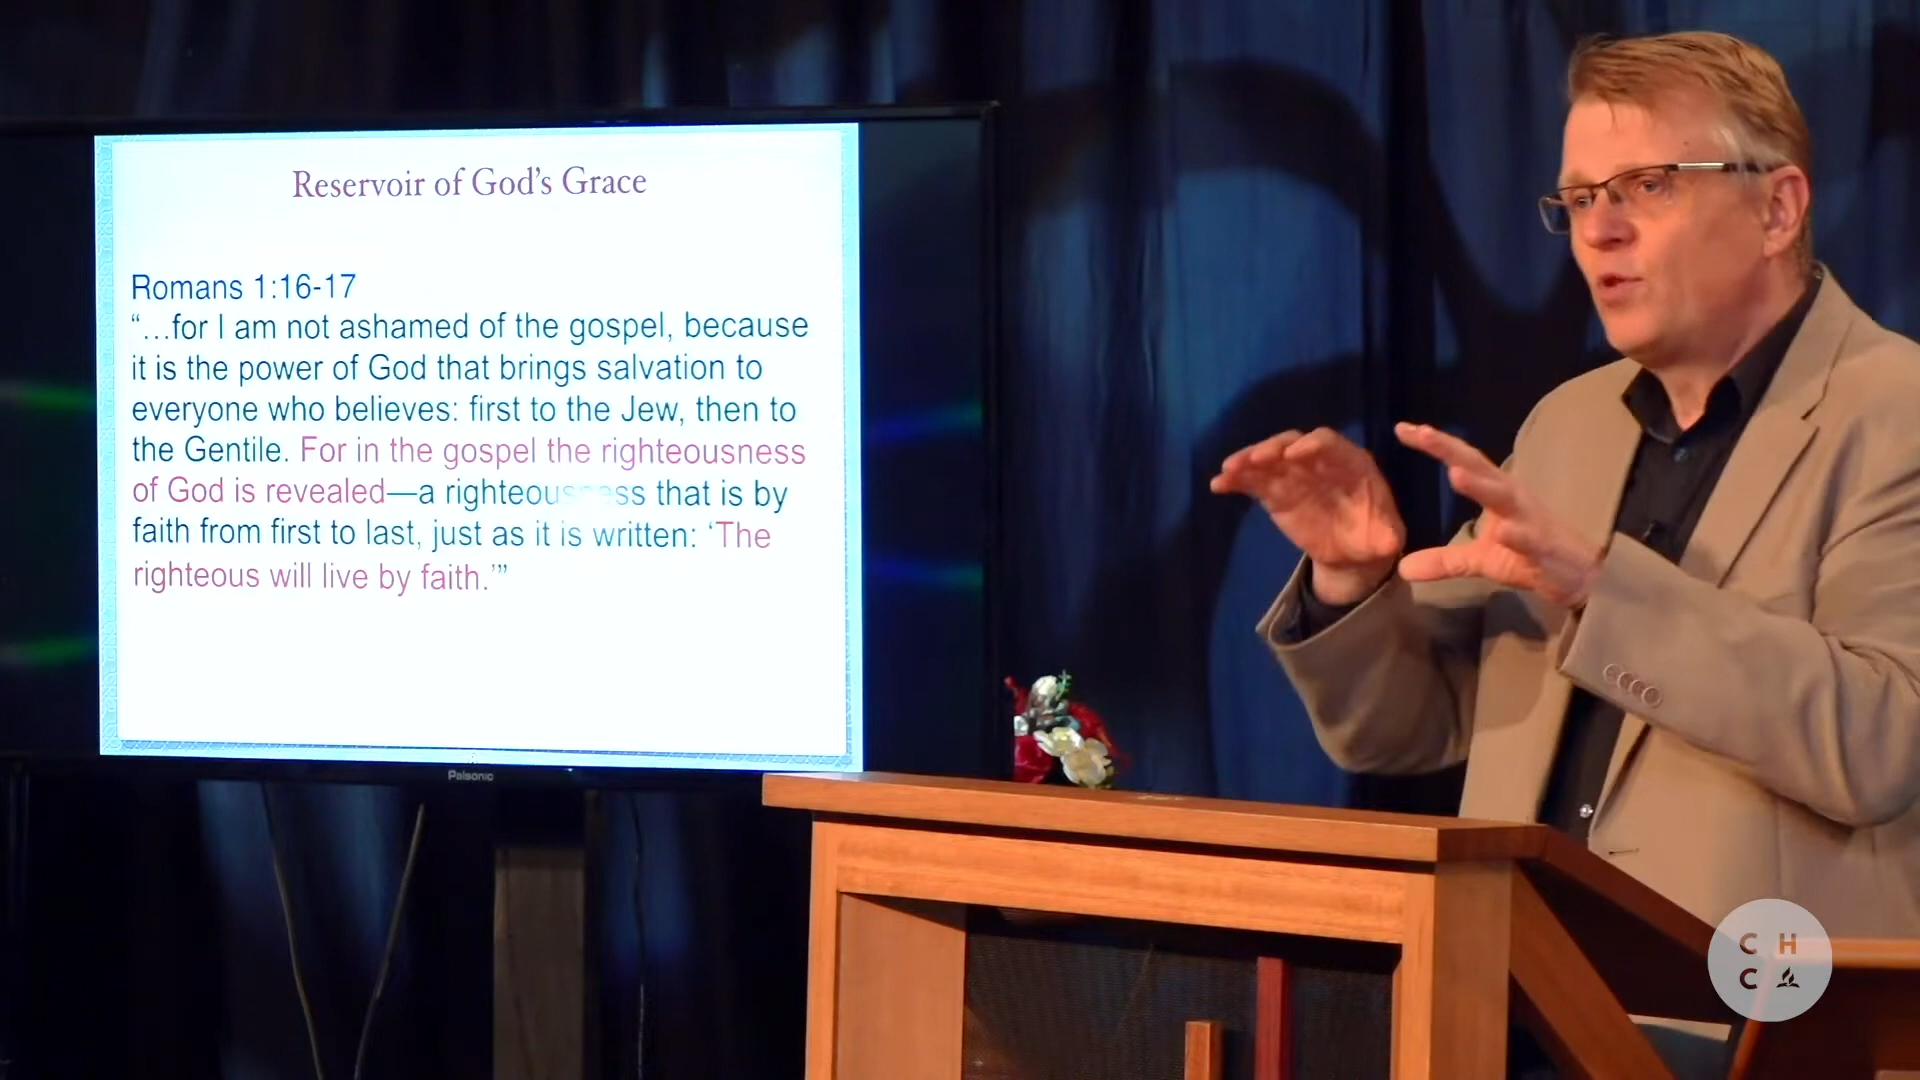 Reservoir of God's Grace
Romans 1:16-17
“…for I am not ashamed of the gospel, because
it is the power of God that brings salvation to
everyone who believes: first to the Jew, then to
the Gentile. For in the gospel the righteousness
of God is revealed—a righteousness that is by
faith from first to last, just as it is written: ‘The
righteous will live by faith.’”
Palsonic
C H
C